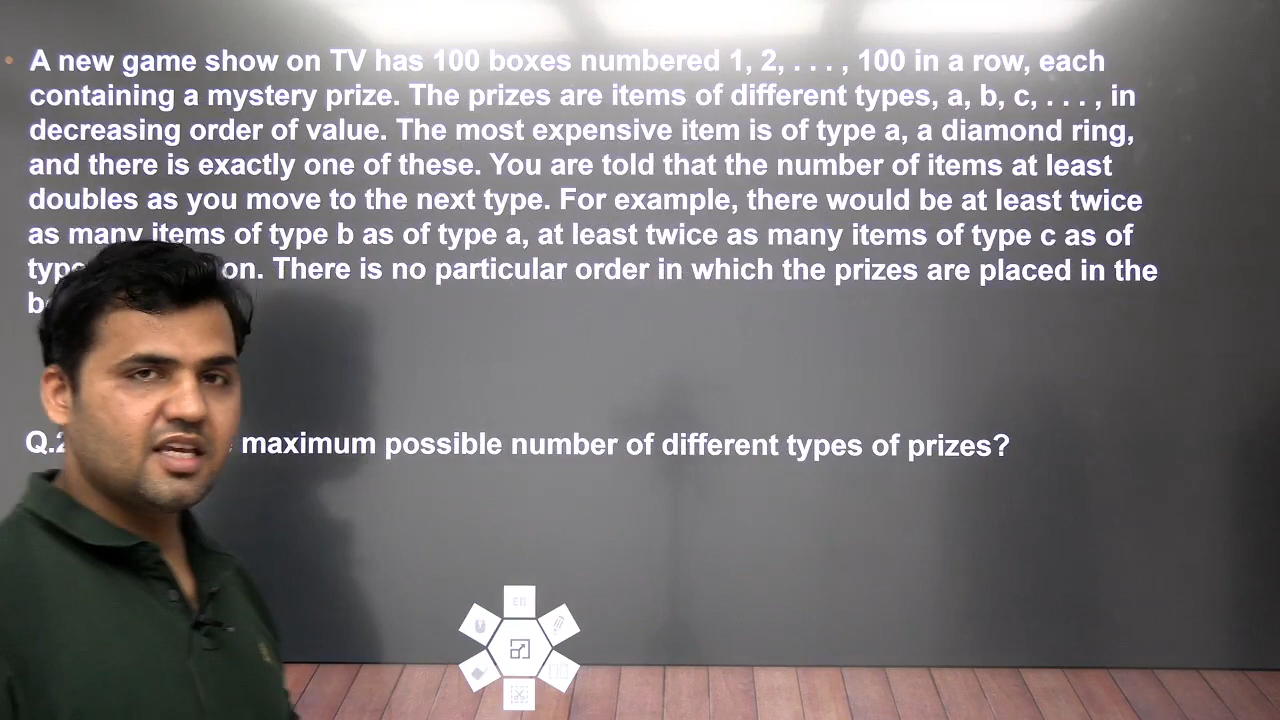 • A new game show on TV has 100 boxes numbered 1, 2, . . . , 100 in a row, each
containing a mystery prize. The prizes are items of different types, a, b, c, . . . , in
decreasing order of value. The most expensive item is of type a, a diamond ring,
and there is exactly one of these. You are told that the number of items at least
doubles as you move to the next type. For example, there would be at least twice
as many items of type b as of type a, at least twice as many items of type c as of
on. There is no particular order in which the prizes are placed in the
maximum possible number of different types of prizes?